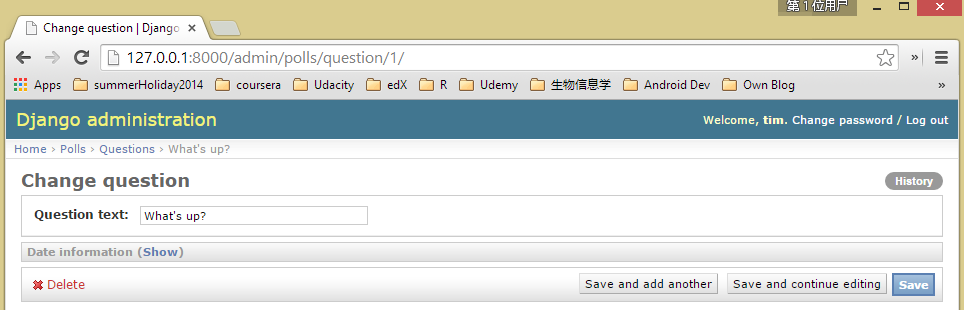 第1位用户
Change question | Django
127.0.0.1:8000/admin/polls/question/1/
Apps summerHoliday2014 coursera Udacity edX R Udemy 生物信息学 Android Dev Own Blog »
Django administration
Welcome, tim. Change password / Log out
Home › Polls › Questions › What's up?
Change question
History
Question text: What's up?
Date information (Show)
Delete
Save and add another Save and continue editing Save